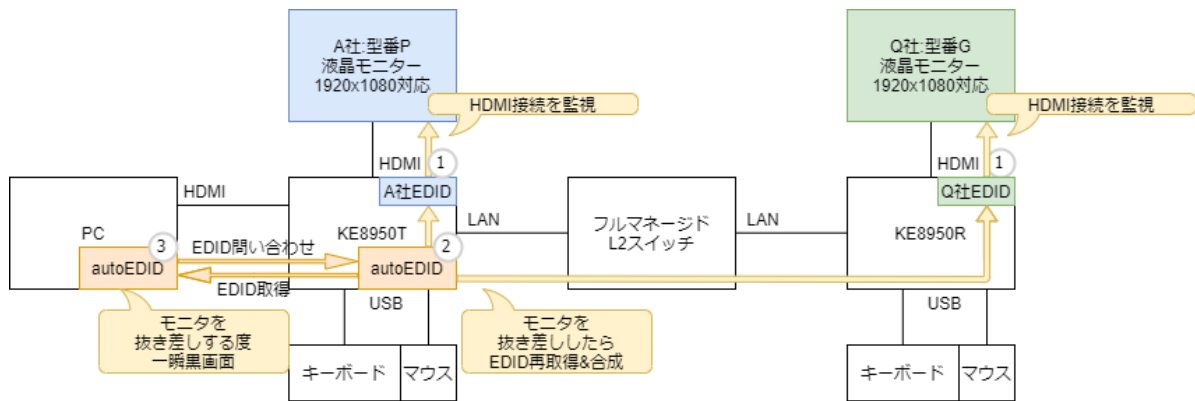 A社:型番P
液晶モニター
1920x1080対応
Q社:型番G
液晶モニター
1920x1080対応
HDMI接続を監視
HDMI接続を監視
HDMI
1
HDMI
1
HDMI
A社EDID
Q社EDID
PC
KE8950T
LAN
フルマネージド
L2スイッチ
LAN
KE8950R
3
EDID問い合わせ
2
autoEDID
autoEDID
EDID取得
USB
USB
モニタを
抜き差しする度
一瞬黒画面
モニタを
抜き差ししたら
EDID再取得&合成
キーボード
マウス
キーボード
マウス